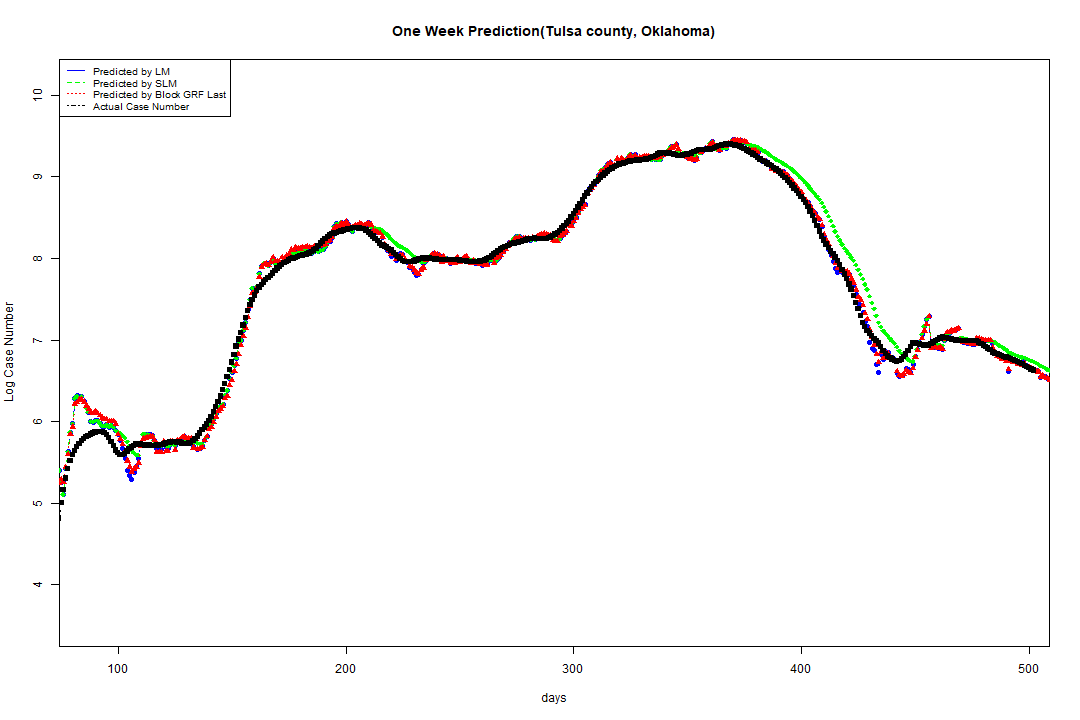 One Week Prediction(Tulsa county, Oklahoma)
Predicted by LM
Predicted by SLM
Predicted by Block GRF Last
Actual Case Number
10
9
8
7
6
5
4
Log Case Number
100 200 300 400 500
days